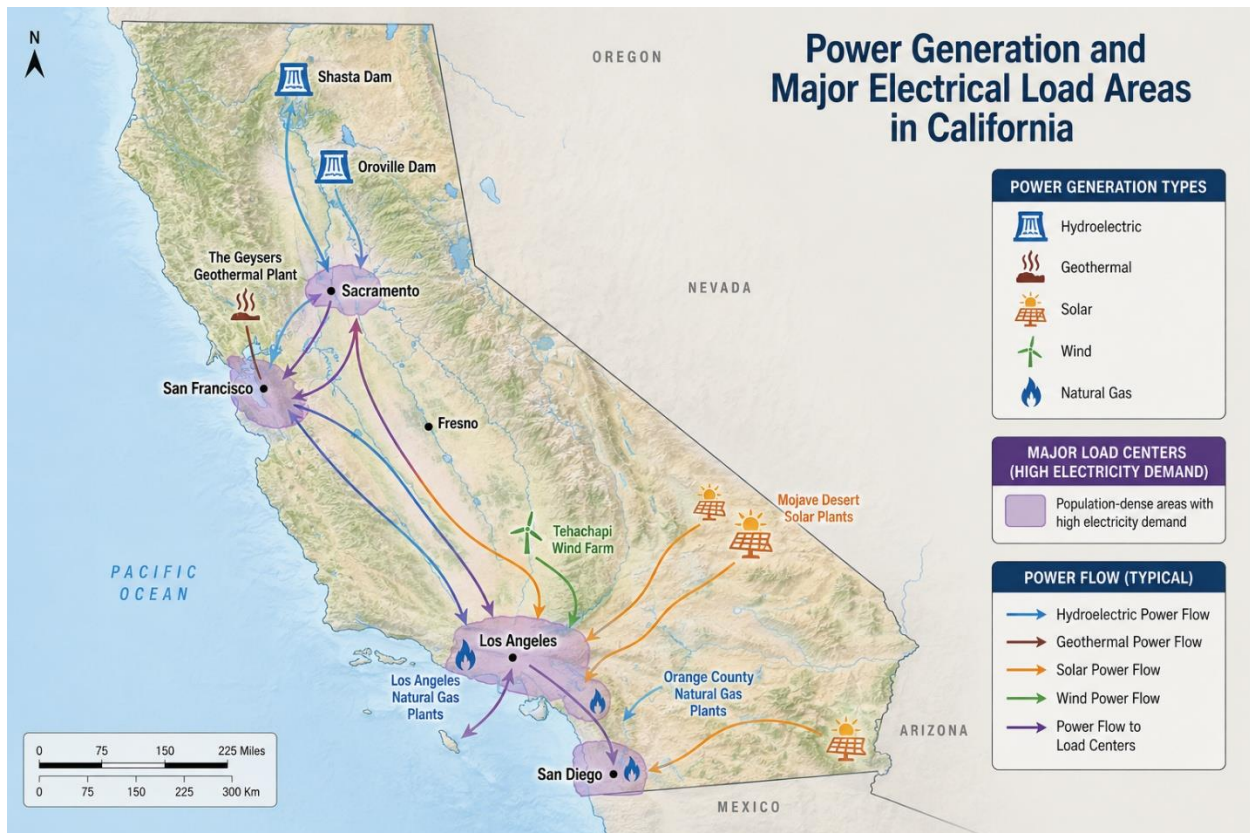 Power Generation and
Major Electrical Load Areas
in California
N
OREGON
Shasta Dam
Oroville Dam
The Geysers
Geothermal Plant
Sacramento
NEVADA
San Francisco
Fresno
Mojave Desert
Solar Plants
Tehachapi
Wind Farm
PACIFIC
OCEAN
Los Angeles
Los Angeles
Natural Gas
Plants
Orange County
Natural Gas
Plants
ARIZONA
San Diego
MEXICO
POWER GENERATION TYPES
Hydroelectric
Geothermal
Solar
Wind
Natural Gas
MAJOR LOAD CENTERS
(HIGH ELECTRICITY DEMAND)
Population-dense areas with
high electricity demand
POWER FLOW (TYPICAL)
Hydroelectric Power Flow
Geothermal Power Flow
Solar Power Flow
Wind Power Flow
Power Flow to
Load Centers
0 75 150 225 Miles
0 75 150 225 300 Km